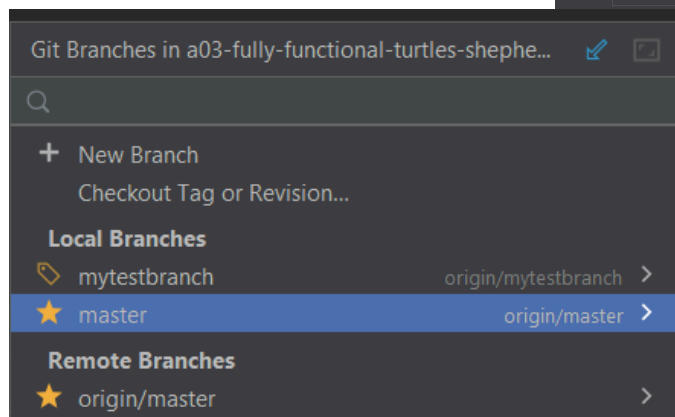 Git Branches in a03-fully-functional-turtles-shephe...
New Branch
Checkout Tag or Revision...
Local Branches
mytestbranch origin/mytestbranch
master origin/master
Remote Branches
origin/master